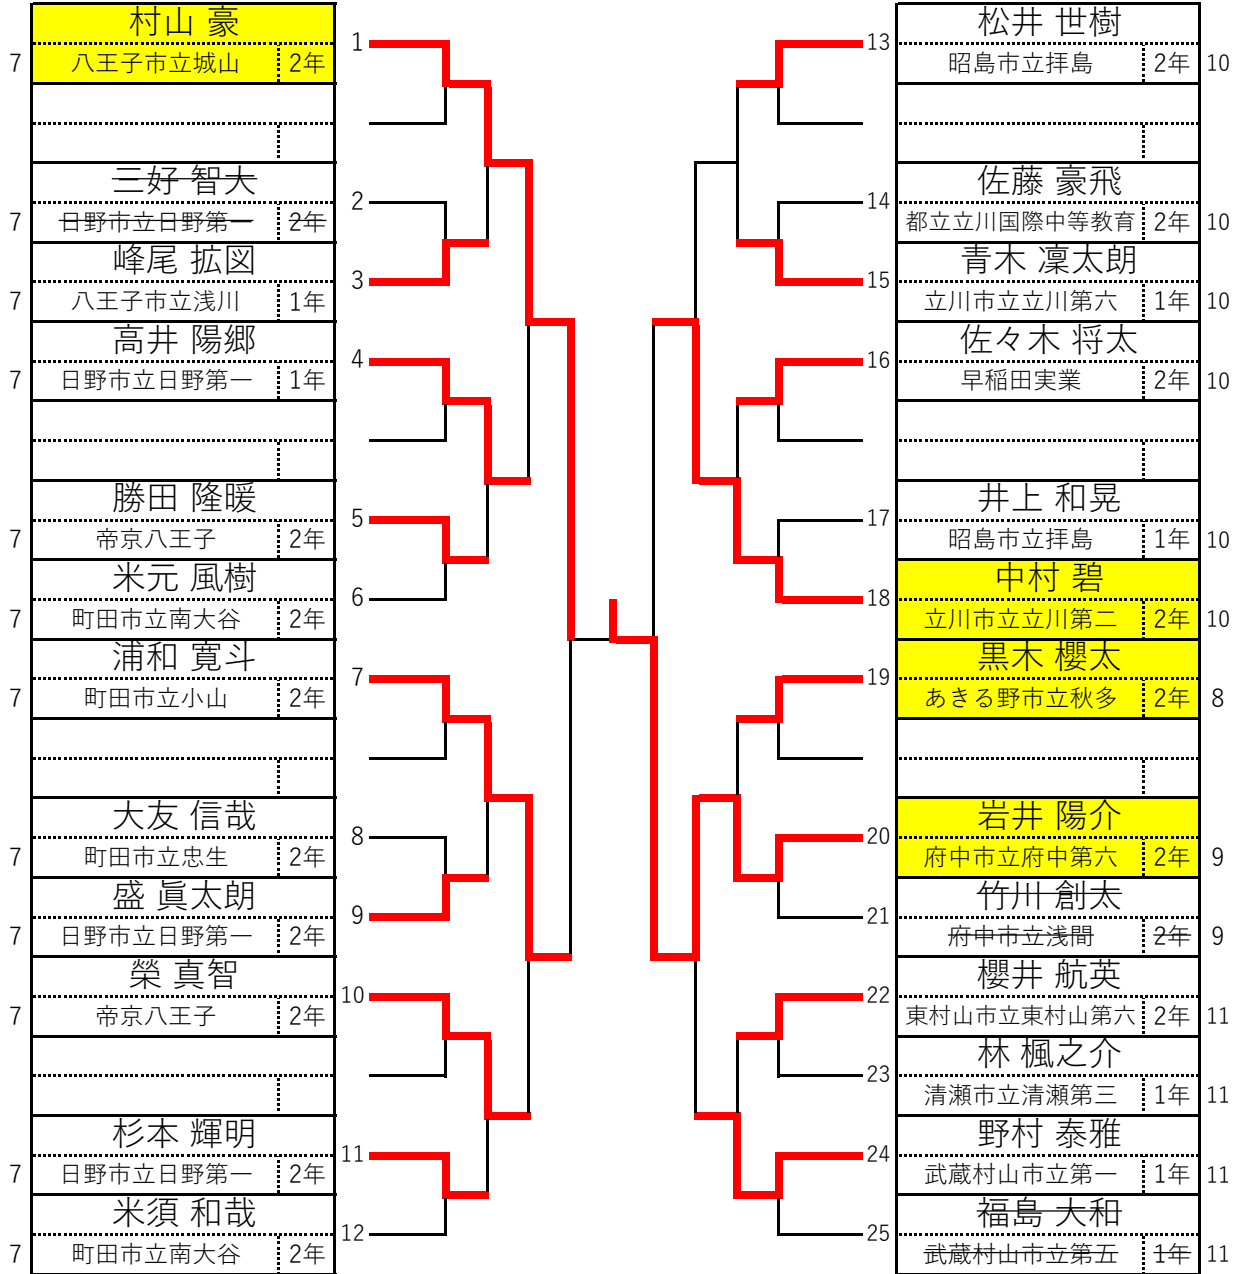 村山 豪
1
7 八王子市立城山 2年
三好 智大
2
7 日野市立日野第一 2年
峰尾 拡図
3
7 八王子市立浅川 1年
高井 陽郷
4
7 日野市立日野第一 1年
勝田 隆暖
5
7 帝京八王子 2年
米元 風樹
6
7 町田市立南大谷 2年
浦和 寛斗
7
7 町田市立小山 2年
大友 信哉
8
7 町田市立忠生 2年
盛 眞太朗
9
7 日野市立日野第一 2年
榮 真智
10
7 帝京八王子 2年
杉本 輝明
11
7 日野市立日野第一 2年
米須 和哉
12
7 町田市立南大谷 2年
松井 世樹
13
昭島市立拝島 2年 10
佐藤 豪飛
14
都立立川国際中等教育 2年 10
青木 凜太朗
15
立川市立立川第六 1年 10
佐々木 将太
16
早稲田実業 2年 10
井上 和晃
17
昭島市立拝島 1年 10
中村 碧
18
立川市立立川第二 2年 10
黒木 櫻太
19
あきる野市立秋多 2年 8
岩井 陽介
20
府中市立府中第六 2年 9
竹川 創太
21
府中市立浅間 2年 9
櫻井 航英
22
東村山市立東村山第六 2年 11
林 楓之介
23
清瀬市立清瀬第三 1年 11
野村 泰雅
24
武蔵村山市立第一 1年 11
福島 大和
25
武蔵村山市立第五 1年 11